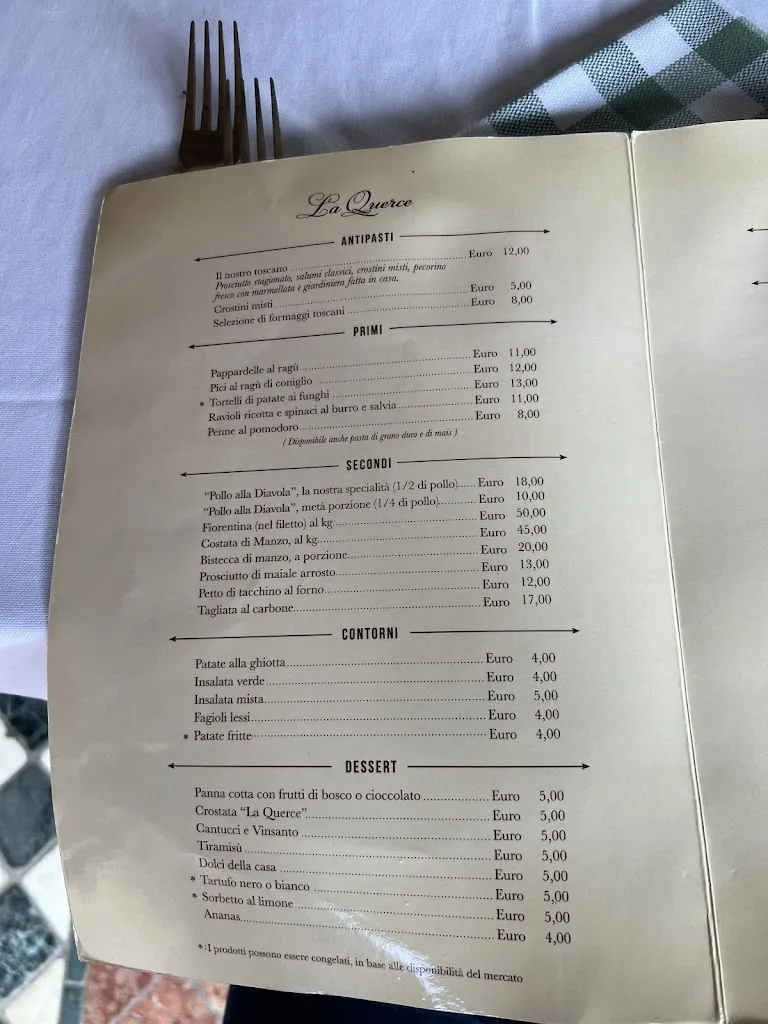 La Querce
ANTIPASTI
Il nostro toscano Euro 12,00
Prosciutto stagionato, salumi classici, crostini misti, pecorino
fresco con marmellata e giardiniera fatta in casa.
Crostini misti Euro 5,00
Selezione di formaggi toscani Euro 8,00
PRIMI
Pappardelle al ragù Euro 11,00
Pici al ragù di coniglio Euro 12,00
* Tortelli di patate ai funghi Euro 13,00
Ravioli ricotta e spinaci al burro e salvia Euro 11,00
Penne al pomodoro Euro 8,00
( Disponibile anche pasta di grano duro e di mais )
SECONDI
“Pollo alla Diavola”, la nostra specialità (1/2 di pollo) Euro 18,00
“Pollo alla Diavola”, metà porzione (1/4 di pollo) Euro 10,00
Fiorentina (nel filetto) al kg Euro 50,00
Costata di Manzo, al kg Euro 45,00
Bistecca di manzo, a porzione Euro 20,00
Prosciutto di maiale arrosto Euro 13,00
Petto di tacchino al forno Euro 12,00
Tagliata al carbone Euro 17,00
CONTORNI
Patate alla ghiotta Euro 4,00
Insalata verde Euro 4,00
Insalata mista Euro 5,00
Fagioli lessi Euro 4,00
* Patate fritte Euro 4,00
DESSERT
Panna cotta con frutti di bosco o cioccolato Euro 5,00
Crostata “La Querce” Euro 5,00
Cantucci e Vinsanto Euro 5,00
Tiramisù Euro 5,00
Dolci della casa Euro 5,00
* Tartufo nero o bianco Euro 5,00
* Sorbetto al limone Euro 5,00
Ananas Euro 4,00
*:I prodotti possono essere congelati, in base alle disponibilità del mercato